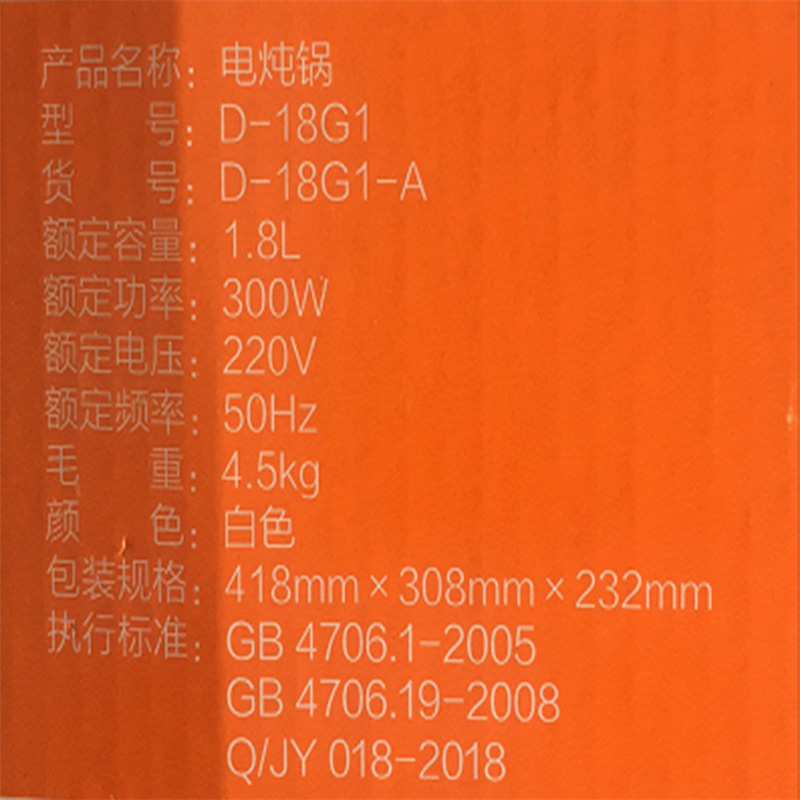 产品名称：电炖锅
型号：D-18G1
货号：D-18G1-A
额定容量：1.8L
额定功率：300W
额定电压：220V
额定频率：50Hz
毛重：4.5kg
颜色：白色
包装规格：418mm×308mm×232mm
执行标准：GB 4706.1-2005
GB 4706.19-2008
Q/JY 018-2018